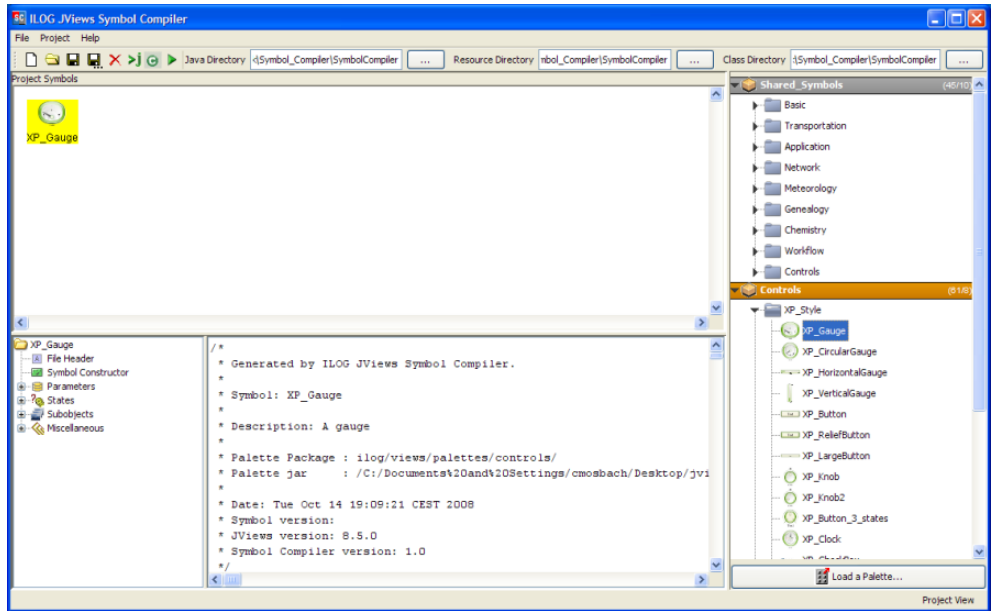 ILOG JViews Symbol Compiler
File Project Help
Java Directory :\Symbol_Compiler\SymbolCompiler ... Resource Directory mbol_Compiler\SymbolCompiler ... Class Directory :\Symbol_Compiler\SymbolCompiler ...
Project Symbols
XP_Gauge
Shared_Symbols
Basic
Transportation
Application
Network
Meteorology
Genealogy
Chemistry
Workflow
Controls
Controls
XP_Style
XP_Gauge
XP_CircularGauge
XP_HorizontalGauge
XP_VerticalGauge
XP_Button
XP_ReliefButton
XP_LargeButton
XP_Knob
XP_Knob2
XP_Button_3_states
XP_Clock
Load a Palette...
XP_Gauge
File Header
Symbol Constructor
Parameters
States
Subobjects
Miscellaneous
/*
* Generated by ILOG JViews Symbol Compiler.
*
* Symbol: XP_Gauge
*
* Description: A gauge
*
* Palette Package : ilog/views/palettes/controls/
* Palette jar : /C:/Documents%20and%20Settings/cmosbach/Desktop/jvi
*
* Date: Tue Oct 14 19:09:21 CEST 2008
* Symbol version:
* JViews version: 8.5.0
* Symbol Compiler version: 1.0
*/
Project View